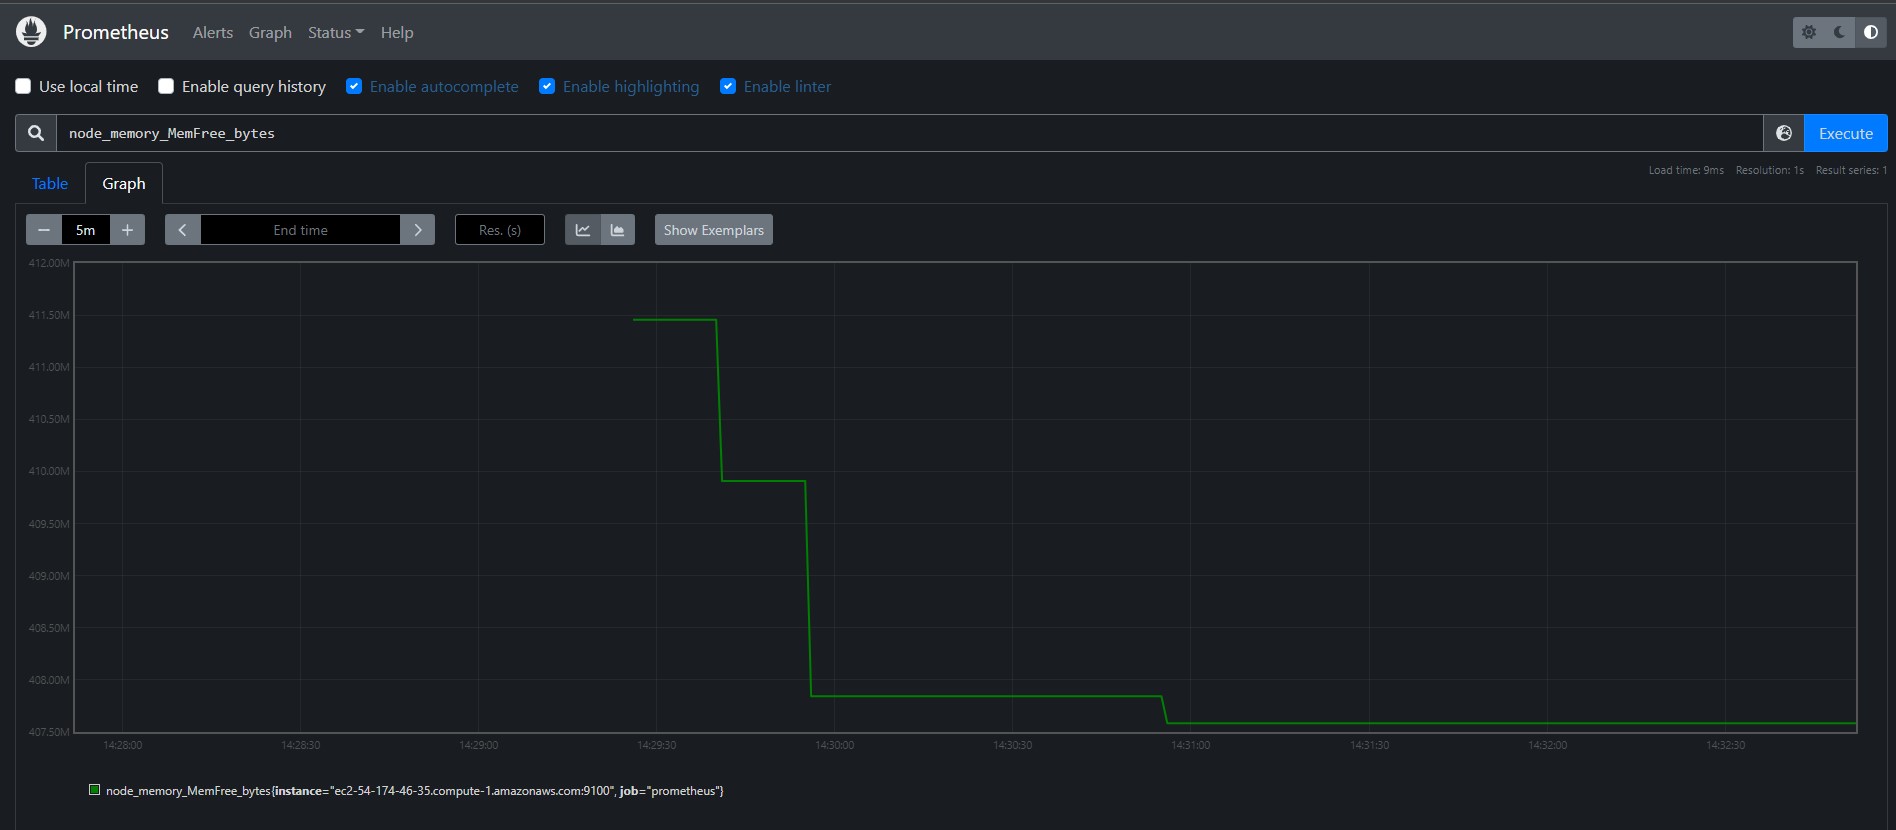 Prometheus Alerts Graph Status Help
Use local time Enable query history Enable autocomplete Enable highlighting Enable linter
node_memory_MemFree_bytes Execute
Table Graph Load time: 9ms Resolution: 1s Result series: 1
− 5m + End time Res. (s) Show Exemplars
412.00M
411.50M
411.00M
410.50M
410.00M
409.50M
409.00M
408.50M
408.00M
407.50M
14:28:00 14:28:30 14:29:00 14:29:30 14:30:00 14:30:30 14:31:00 14:31:30 14:32:00 14:32:30
node_memory_MemFree_bytes{instance="ec2-54-174-46-35.compute-1.amazonaws.com:9100", job="prometheus"}